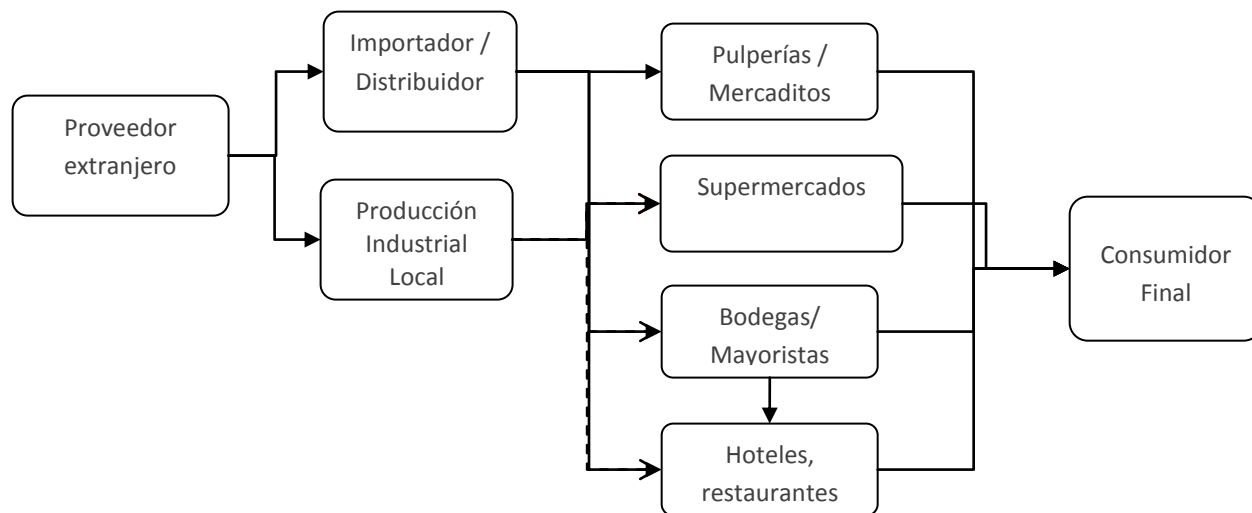 Proveedor
extranjero
Importador /
Distribuidor
Producción
Industrial
Local
Pulperías /
Mercaditos
Supermercados
Bodegas/
Mayoristas
Hoteles,
restaurantes
Consumidor
Final